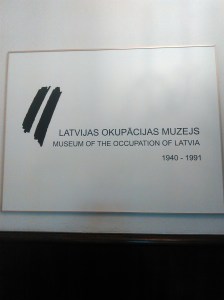 LATVIJAS OKUPĀCIJAS MUZEJS
MUSEUM OF THE OCCUPATION OF LATVIA
1940 - 1991